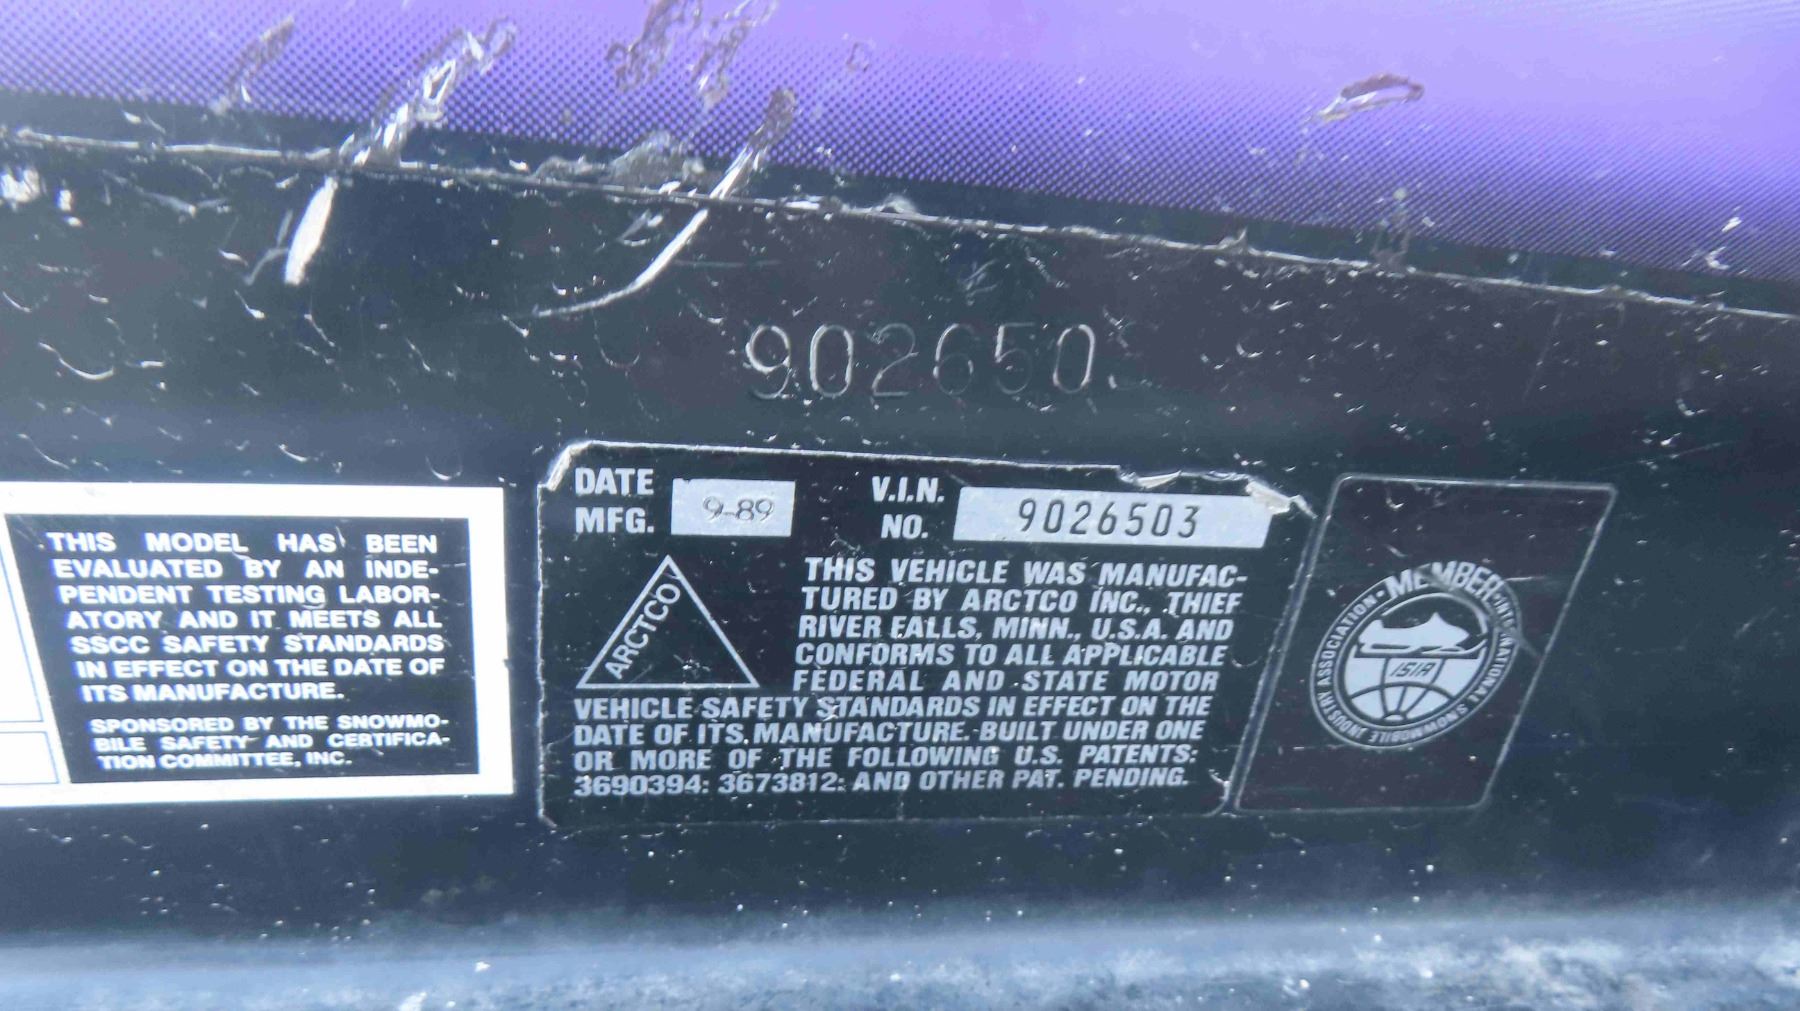 902650
THIS MODEL HAS BEEN
EVALUATED BY AN INDE-
PENDENT TESTING LABOR-
ATORY AND IT MEETS ALL
SSCC SAFETY STANDARDS
IN EFFECT ON THE DATE OF
ITS MANUFACTURE.
SPONSORED BY THE SNOWMO-
BILE SAFETY AND CERTIFICA-
TION COMMITTEE, INC.
DATE
MFG.
9-89
V.I.N.
NO.
9026503
ARCTCO
THIS VEHICLE WAS MANUFAC-
TURED BY ARCTCO INC., THIEF
RIVER FALLS, MINN., U.S.A. AND
CONFORMS TO ALL APPLICABLE
FEDERAL AND STATE MOTOR
VEHICLE SAFETY STANDARDS IN EFFECT ON THE
DATE OF ITS MANUFACTURE. BUILT UNDER ONE
OR MORE OF THE FOLLOWING U.S. PATENTS:
3690394: 3673812: AND OTHER PAT. PENDING.
MEMBER
INTERNATIONAL SNOWMOBILE INDUSTRY ASSOCIATION
ISIA